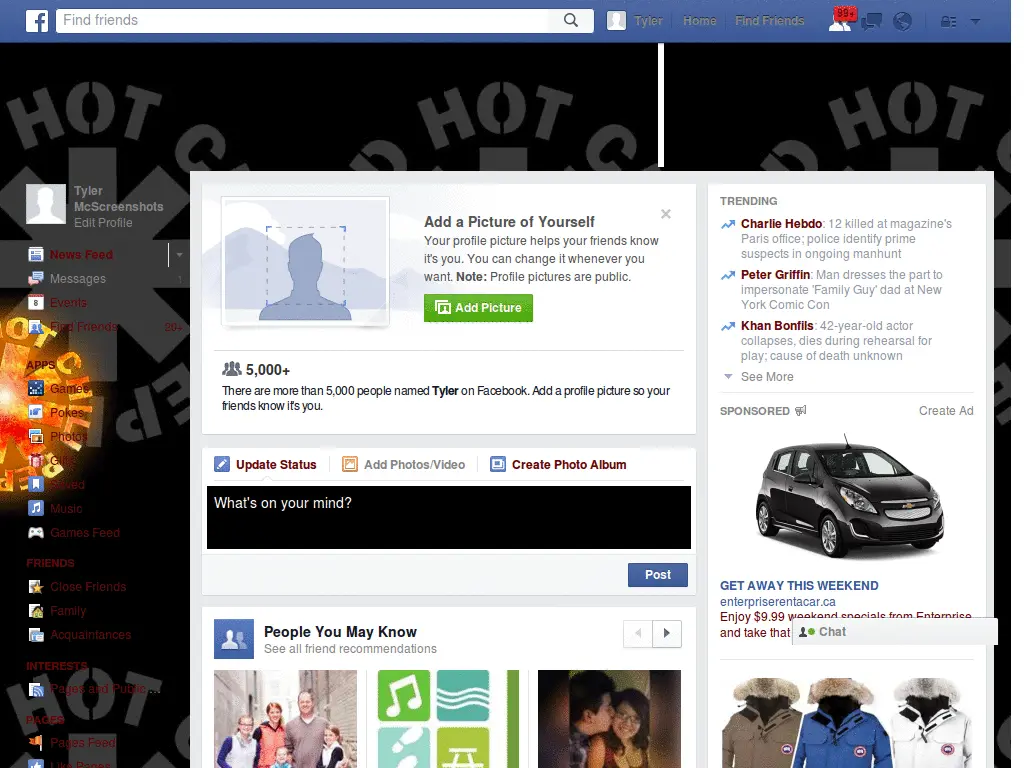 Find friends
Tyler
Home
Find Friends
99+
HOT
HOT
HOT
Tyler
McScreenshots
Edit Profile
News Feed
Messages
Events
Find Friends
20+
APPS
Games
Pokes
Photos
Saved
Music
Games Feed
FRIENDS
Close Friends
Family
Acquaintances
INTERESTS
Pages and Public ...
PAGES
Pages Feed
Like Pages
Add a Picture of Yourself
Your profile picture helps your friends know
it's you. You can change it whenever you
want. Note: Profile pictures are public.
Add Picture
5,000+
There are more than 5,000 people named Tyler on Facebook. Add a profile picture so your
friends know it's you.
Update Status
Add Photos/Video
Create Photo Album
What's on your mind?
Post
People You May Know
See all friend recommendations
TRENDING
Charlie Hebdo: 12 killed at magazine's
Paris office; police identify prime
suspects in ongoing manhunt
Peter Griffin: Man dresses the part to
impersonate 'Family Guy' dad at New
York Comic Con
Khan Bonfils: 42-year-old actor
collapses, dies during rehearsal for
play; cause of death unknown
See More
SPONSORED
Create Ad
GET AWAY THIS WEEKEND
enterpriserentacar.ca
Enjoy $9.99 weekend specials from Enterprise
and take that
Chat